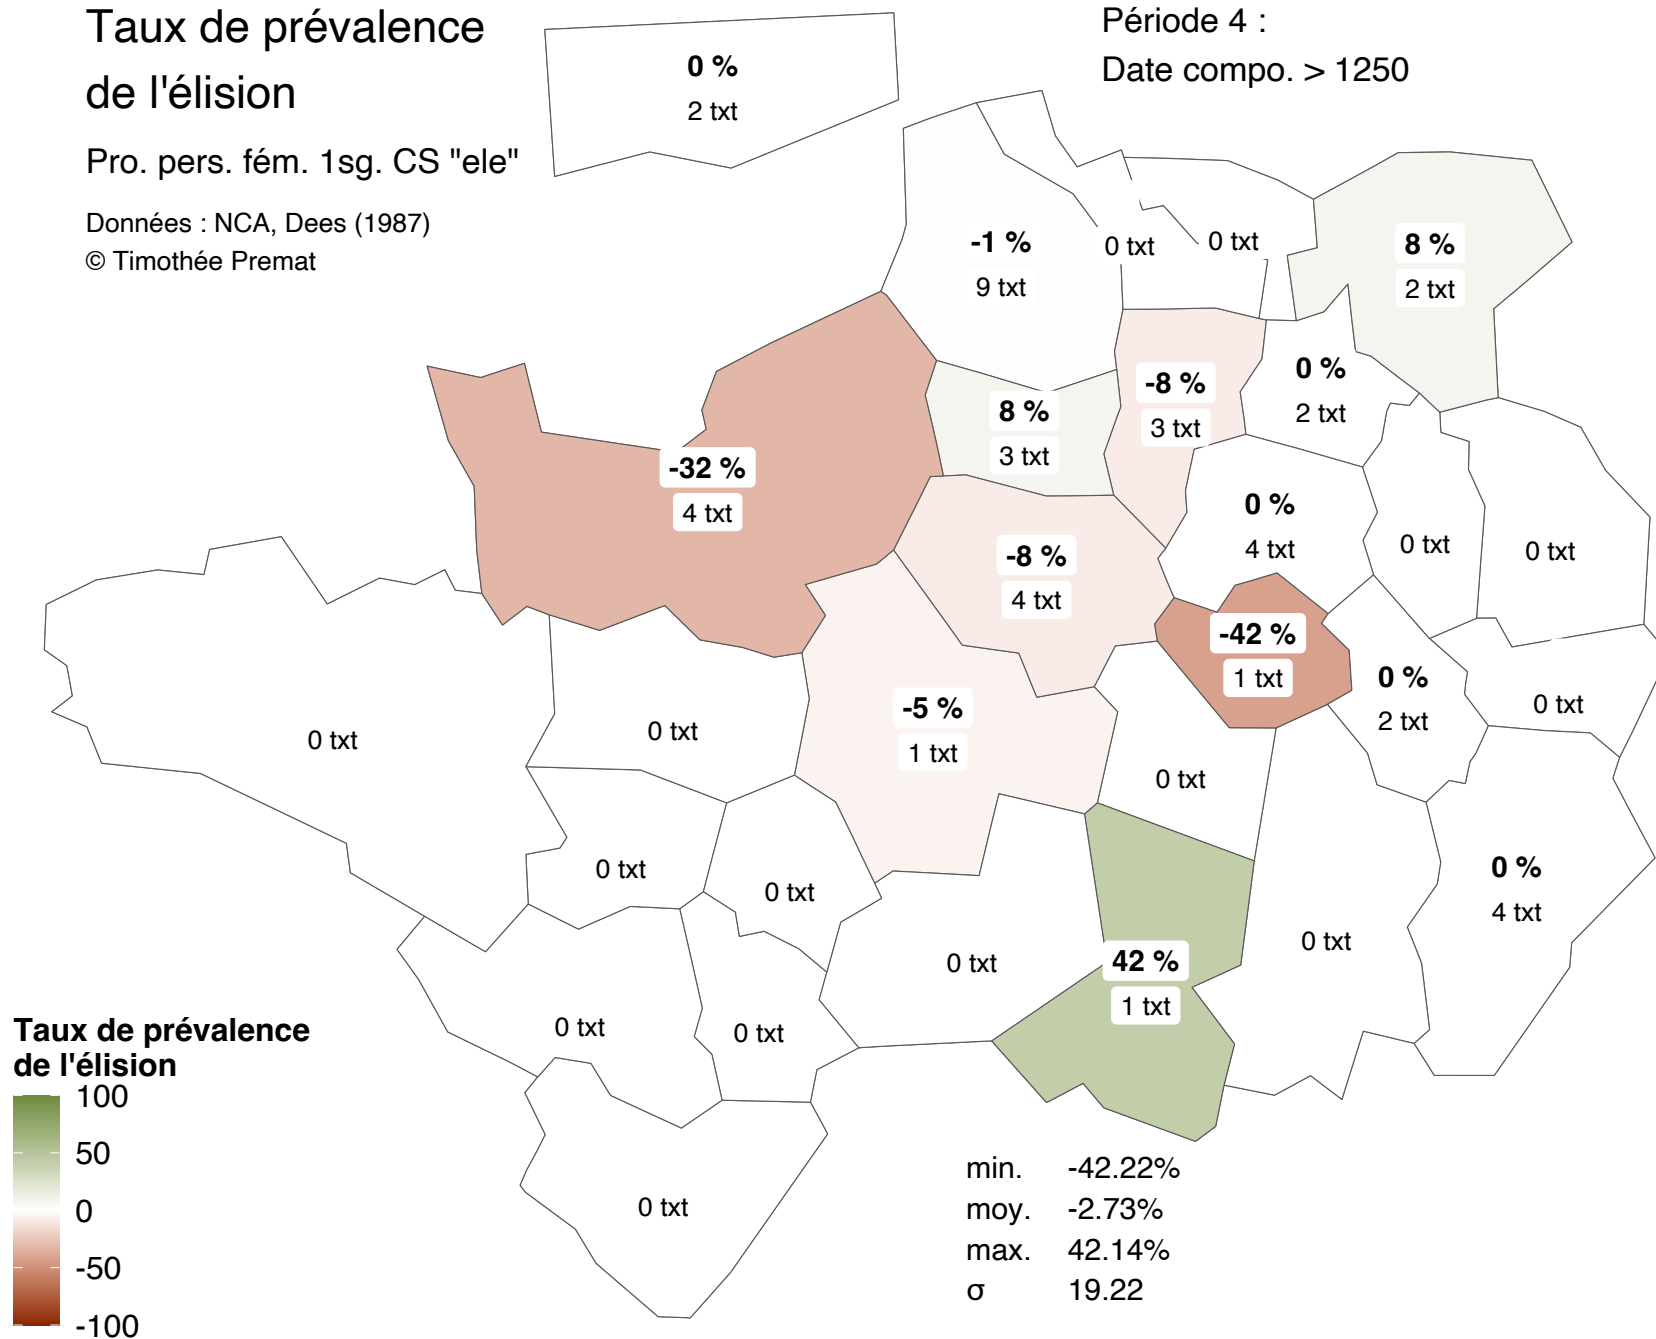 Taux de prévalence
de l'élision
Pro. pers. fém. 1sg. CS "ele"
Données : NCA, Dees (1987)
© Timothée Premat
Période 4 :
Date compo. > 1250
0 %
2 txt
-1 %
9 txt
0 txt
0 txt
8 %
2 txt
-32 %
4 txt
8 %
3 txt
-8 %
3 txt
0 %
2 txt
-8 %
4 txt
0 %
4 txt
0 txt
0 txt
-42 %
1 txt
0 %
2 txt
0 txt
0 txt
0 txt
-5 %
1 txt
0 txt
0 txt
0 txt
0 txt
42 %
1 txt
0 txt
0 %
4 txt
0 txt
0 txt
0 txt
Taux de prévalence
de l'élision
100
50
0
-50
-100
min. -42.22%
moy. -2.73%
max. 42.14%
σ 19.22